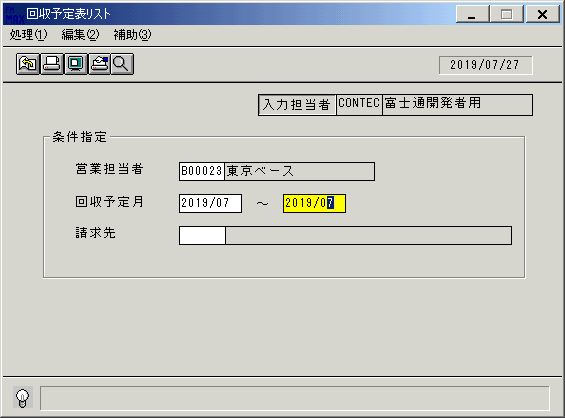 回収予定表リスト
処理(1) 編集(2) 補助(3)
2019/07/27
入力担当者 CONTEC 富士通開発者用
条件指定
営業担当者 B00023 東京ベース
回収予定月 2019/07 ～ 2019/07
請求先